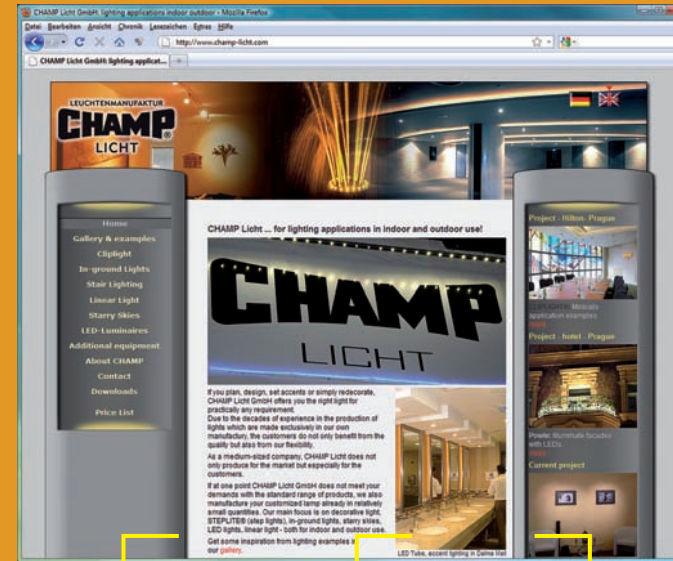 CHAMP Licht GmbH: lighting applications indoor outdoor - Mozilla Firefox
Datei Bearbeiten Ansicht Chronik Lesezeichen Extras Hilfe
http://www.champ-licht.com
CHAMP Licht GmbH: lighting applicat...
LEUCHTENMANUFAKTUR
CHAMP®
LICHT
Home
Gallery & examples
Cliplight
In-ground Lights
Stair Lighting
Linear Light
Starry Skies
LED-Luminaires
Additional equipment
About CHAMP
Contact
Downloads
Price List
CHAMP Licht ... for lighting applications in indoor and outdoor use!
CHAMP
LICHT
If you plan, design, set accents or simply redecorate,
CHAMP Licht GmbH offers you the right light for
practically any requirement.
Due to the decades of experience in the production of
lights which are made exclusively in our own
manufactury, the customers do not only benefit from the
quality but also from our flexibility.
As a medium-sized company, CHAMP Licht does not
only produce for the market but especially for the
customers.
If at one point CHAMP Licht GmbH does not meet your
demands with the standard range of products, we also
manufacture your customized lamp already in relatively
small quantities. Our main focus is on decorative light,
STEPLITE® (step lights), in-ground lights, starry skies,
LED lights, linear light - both for indoor and outdoor use.
Get some inspiration from lighting examples in
our gallery.
LED Tube, accent lighting in Dalma Mall
Project - Hilton- Prague
application examples
Project - hotel - Prague
Powle: Illuminate facades
with LEDs.
Current project